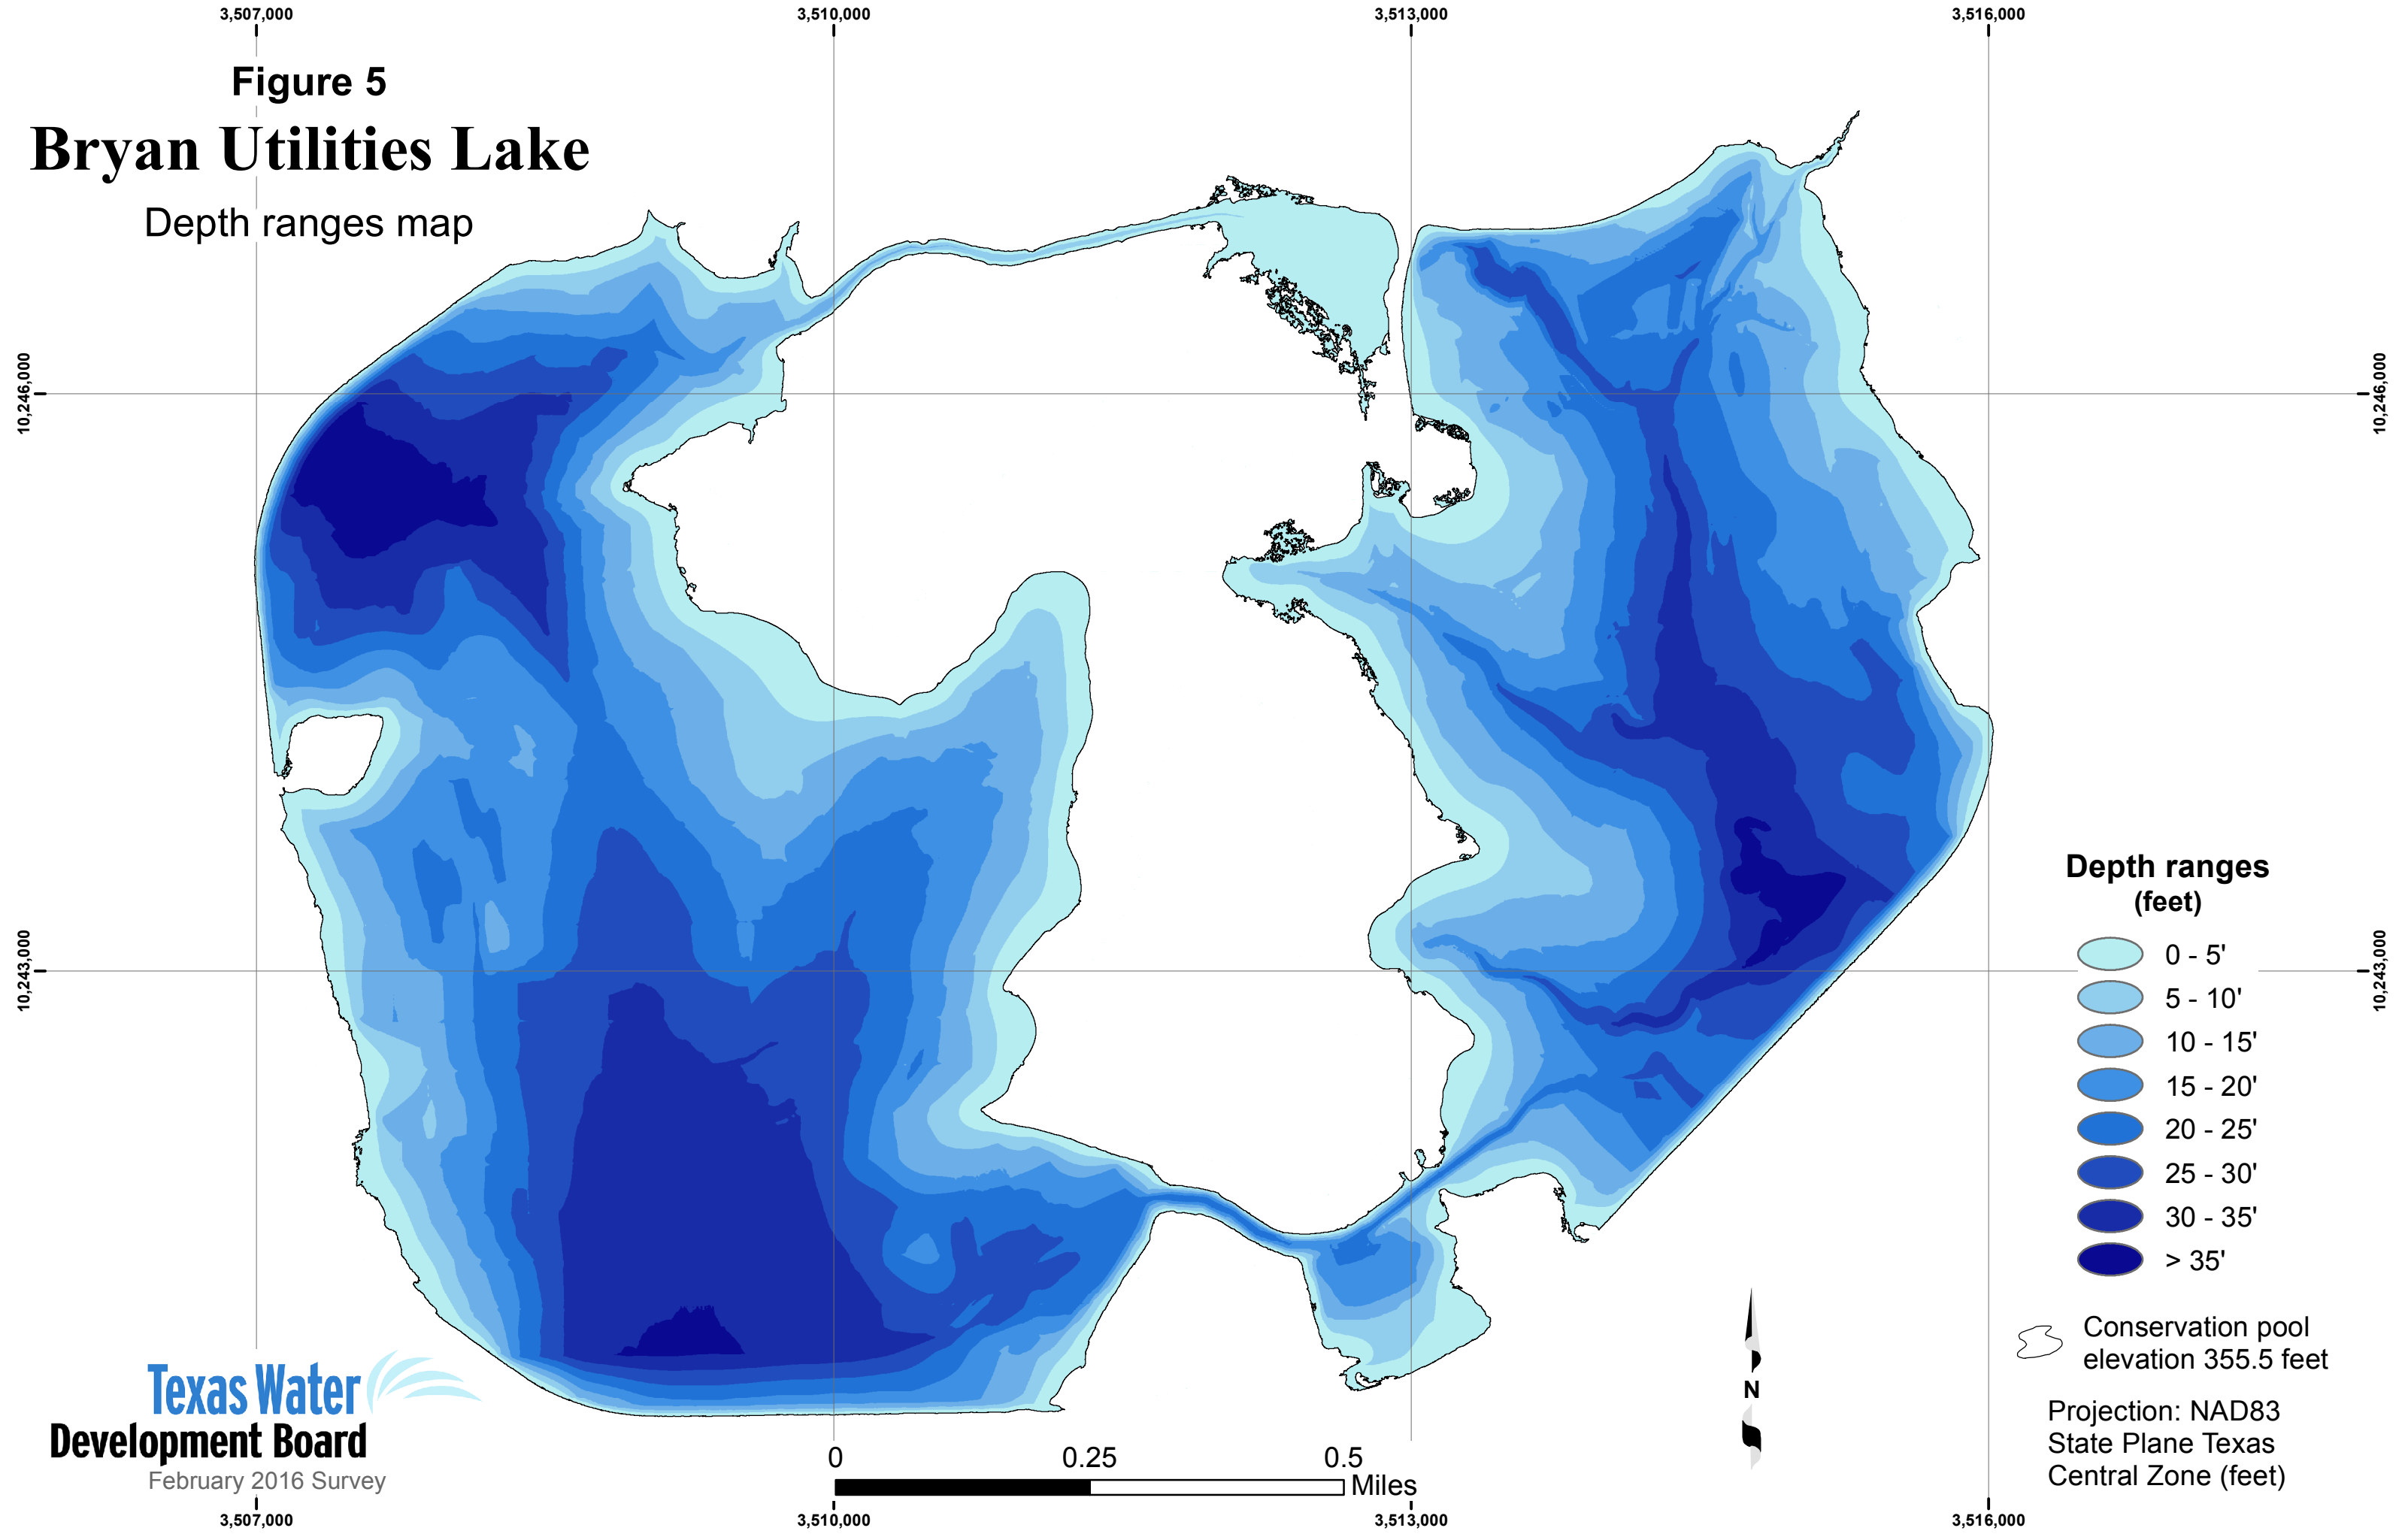 3,507,000
3,510,000
3,513,000
3,516,000
Figure 5
Bryan Utilities Lake
Depth ranges map
10,246,000
10,246,000
10,243,000
10,243,000
Depth ranges
(feet)
0 - 5'
5 - 10'
10 - 15'
15 - 20'
20 - 25'
25 - 30'
30 - 35'
> 35'
Conservation pool
elevation 355.5 feet
Projection: NAD83
State Plane Texas
Central Zone (feet)
N
Texas Water
Development Board
February 2016 Survey
0 0.25 0.5
Miles
3,507,000
3,510,000
3,513,000
3,516,000